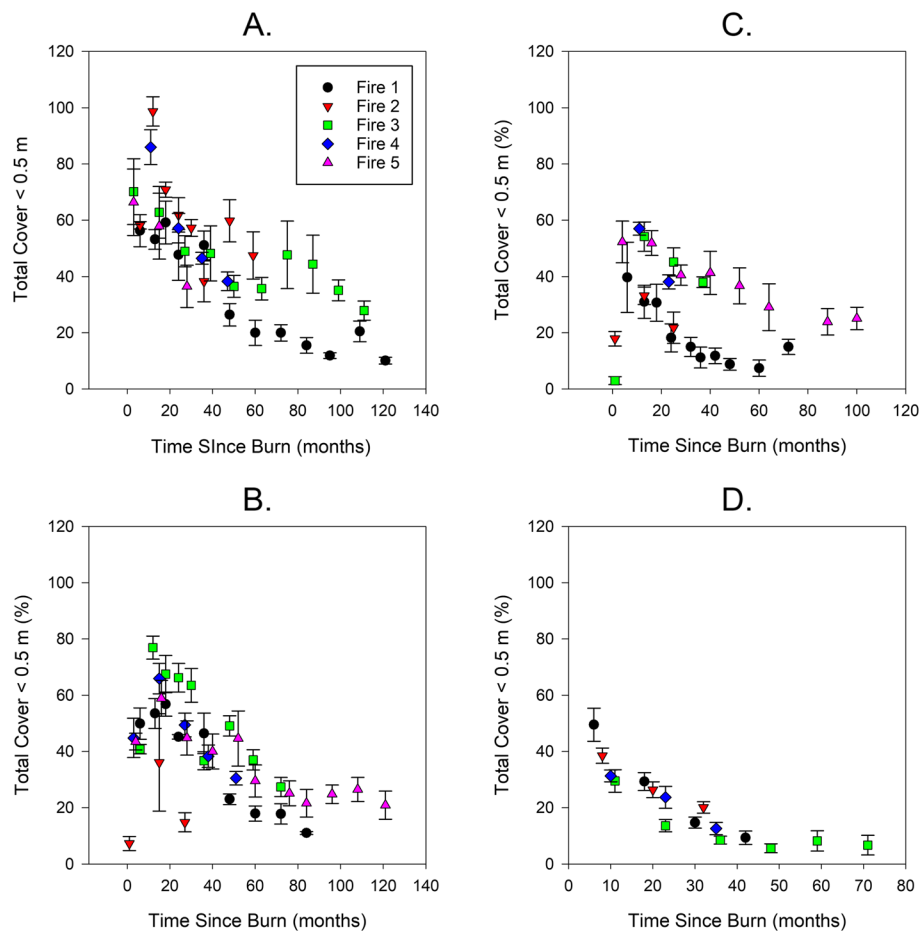 A.
120
100
80
60
40
20
0
Total Cover < 0.5 m
Fire 1
Fire 2
Fire 3
Fire 4
Fire 5
0 20 40 60 80 100 120 140
Time SInce Burn (months)
C.
120
100
80
60
40
20
0
Total Cover < 0.5 m (%)
0 20 40 60 80 100 120
Time Since Burn (months)
B.
120
100
80
60
40
20
0
Total Cover < 0.5 m (%)
0 20 40 60 80 100 120 140
Time Since Burn (months)
D.
120
100
80
60
40
20
0
Total Cover < 0.5 m (%)
0 10 20 30 40 50 60 70 80
Time Since Burn (months)